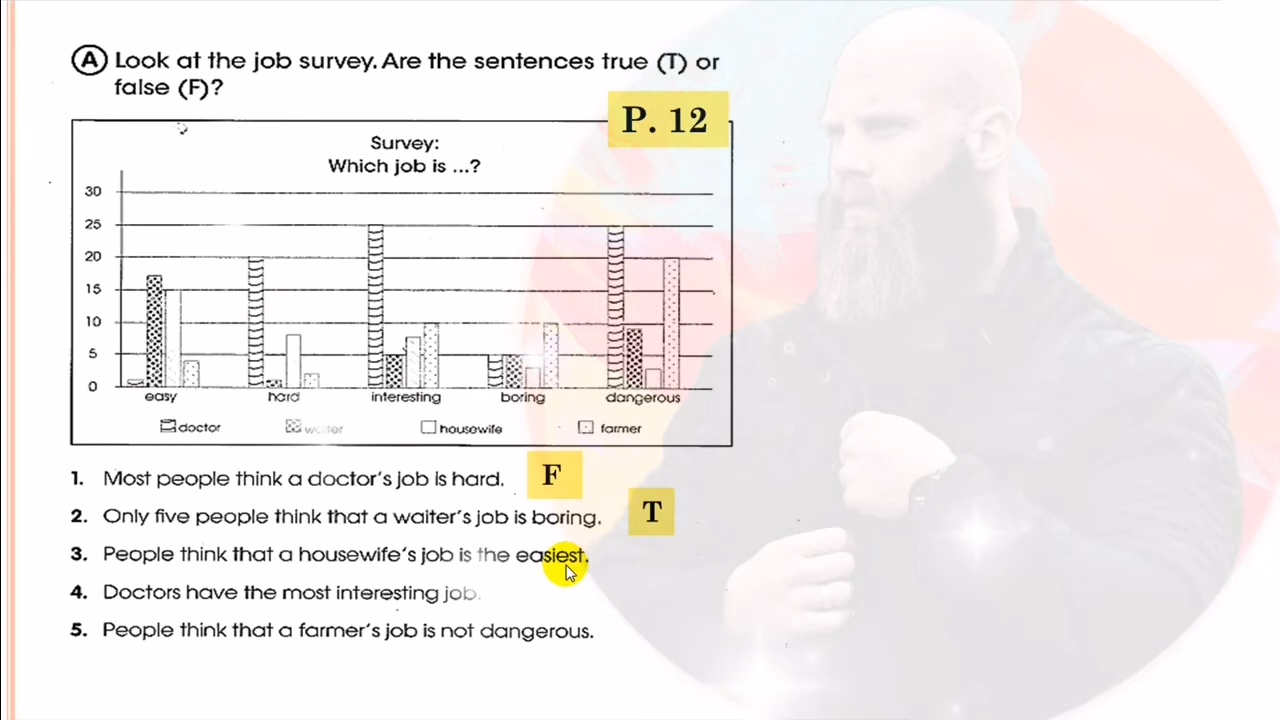 A Look at the job survey. Are the sentences true (T) or
false (F)?
P. 12
Survey:
Which job is ...?
30
25
20
15
10
5
0
easy hard interesting boring dangerous
doctor waiter housewife farmer
1. Most people think a doctor's job is hard. F
2. Only five people think that a waiter's job is boring. T
3. People think that a housewife's job is the easiest.
4. Doctors have the most interesting job.
5. People think that a farmer's job is not dangerous.